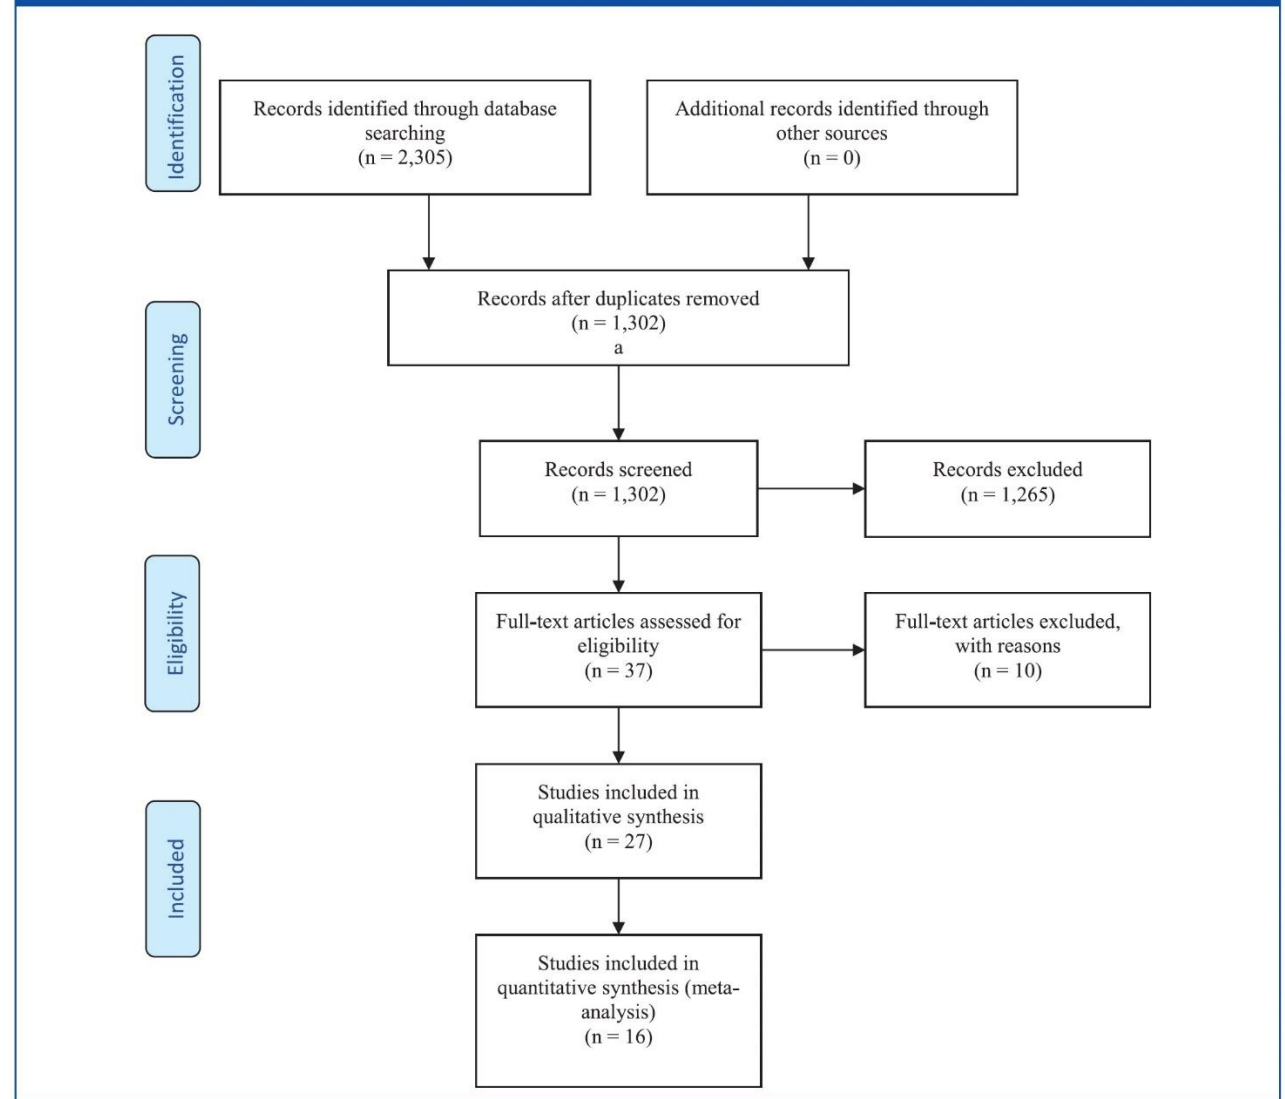 Identification
Records identified through database
searching
(n = 2,305)
Additional records identified through
other sources
(n = 0)
Screening
Records after duplicates removed
(n = 1,302)
a
Records screened
(n = 1,302)
Records excluded
(n = 1,265)
Eligibility
Full-text articles assessed for
eligibility
(n = 37)
Full-text articles excluded,
with reasons
(n = 10)
Included
Studies included in
qualitative synthesis
(n = 27)
Studies included in
quantitative synthesis (meta-
analysis)
(n = 16)